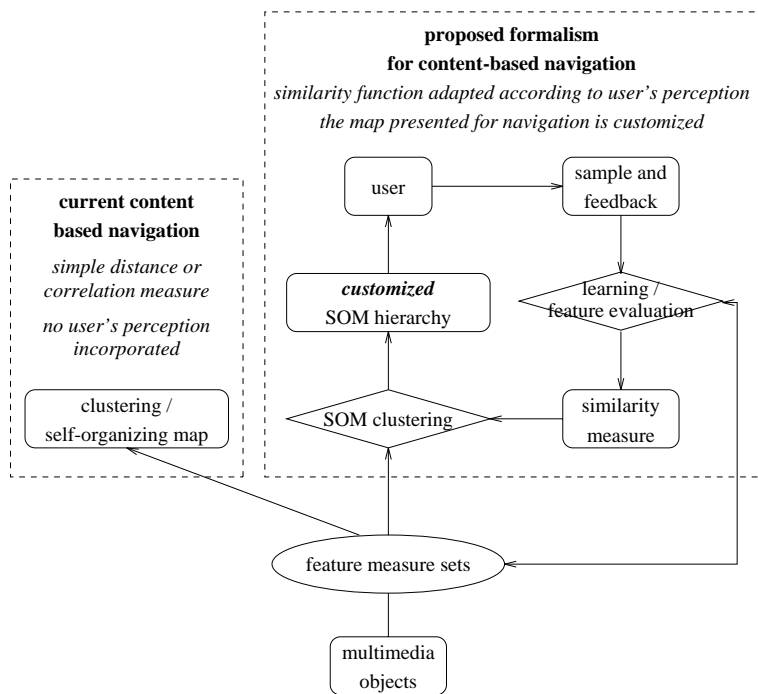 proposed formalism
for content-based navigation
similarity function adapted according to user's perception
the map presented for navigation is customized
user
sample and
feedback
current content
based navigation
simple distance or
correlation measure
no user's perception
incorporated
customized
SOM hierarchy
learning /
feature evaluation
clustering /
self-organizing map
SOM clustering
similarity
measure
feature measure sets
multimedia
objects